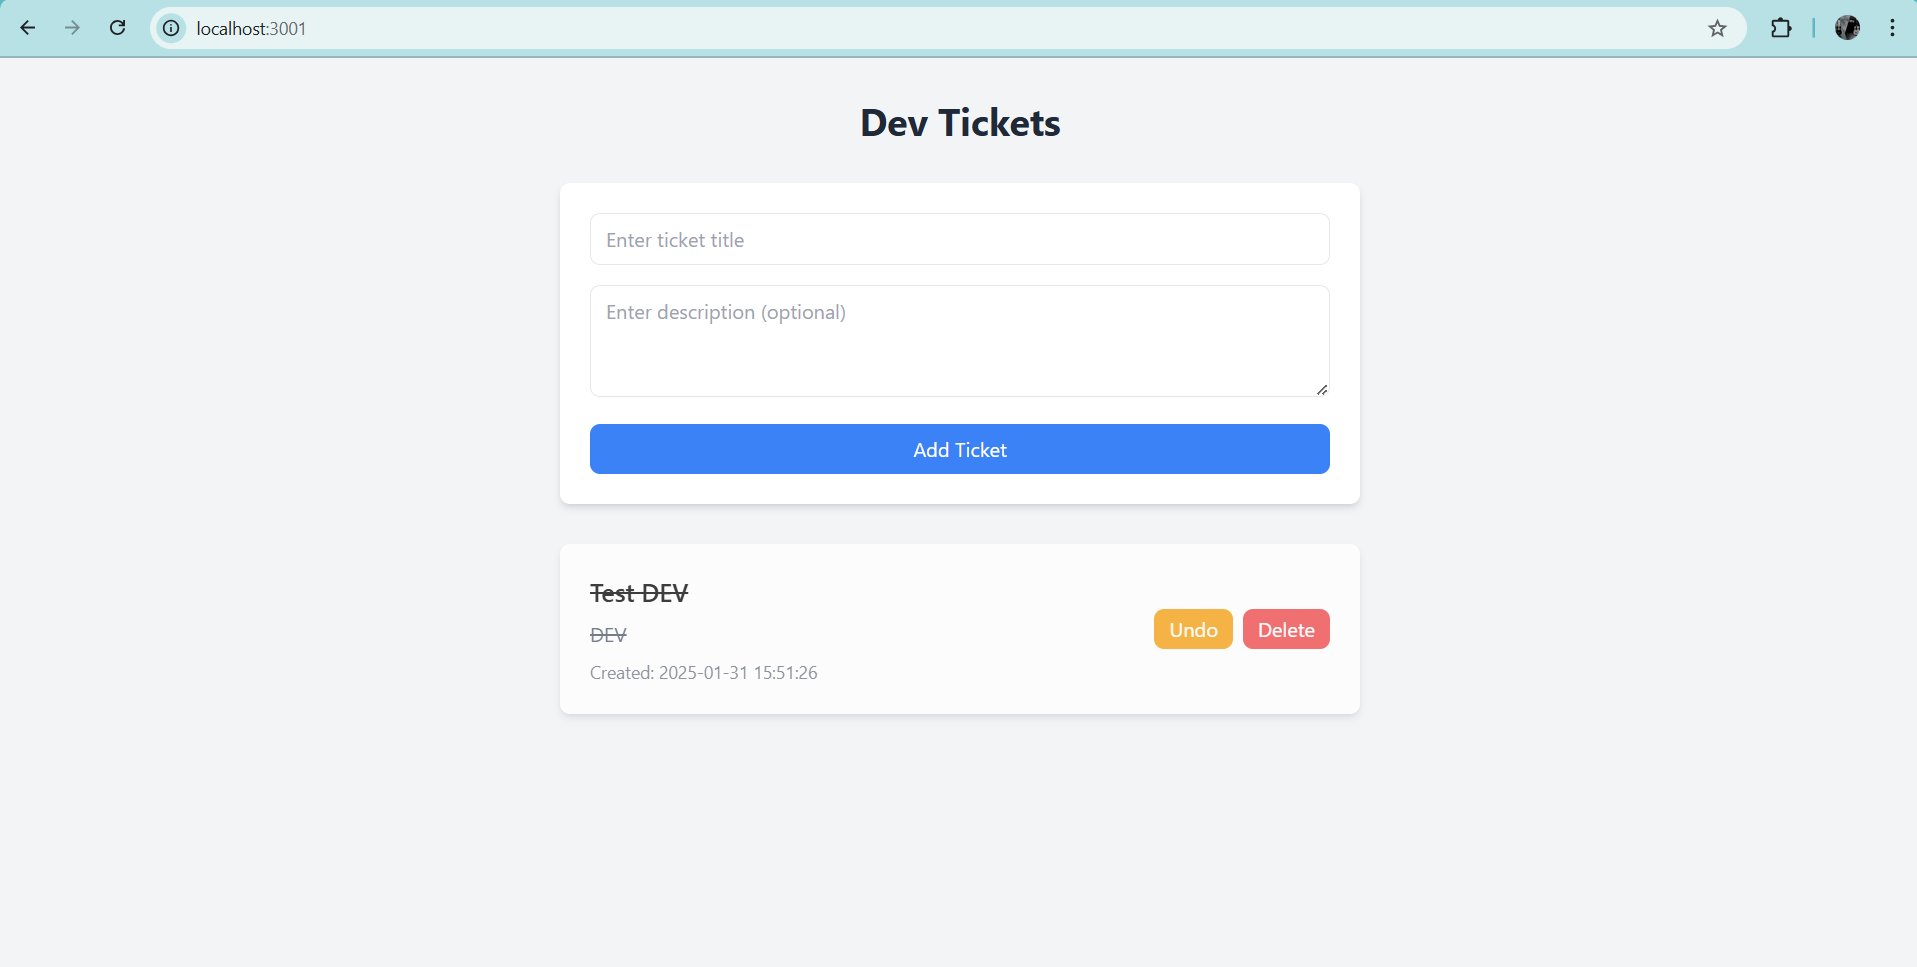 localhost:3001
Dev Tickets
Enter ticket title
Enter description (optional)
Add Ticket
Test DEV
DEV
Created: 2025-01-31 15:51:26
Undo
Delete